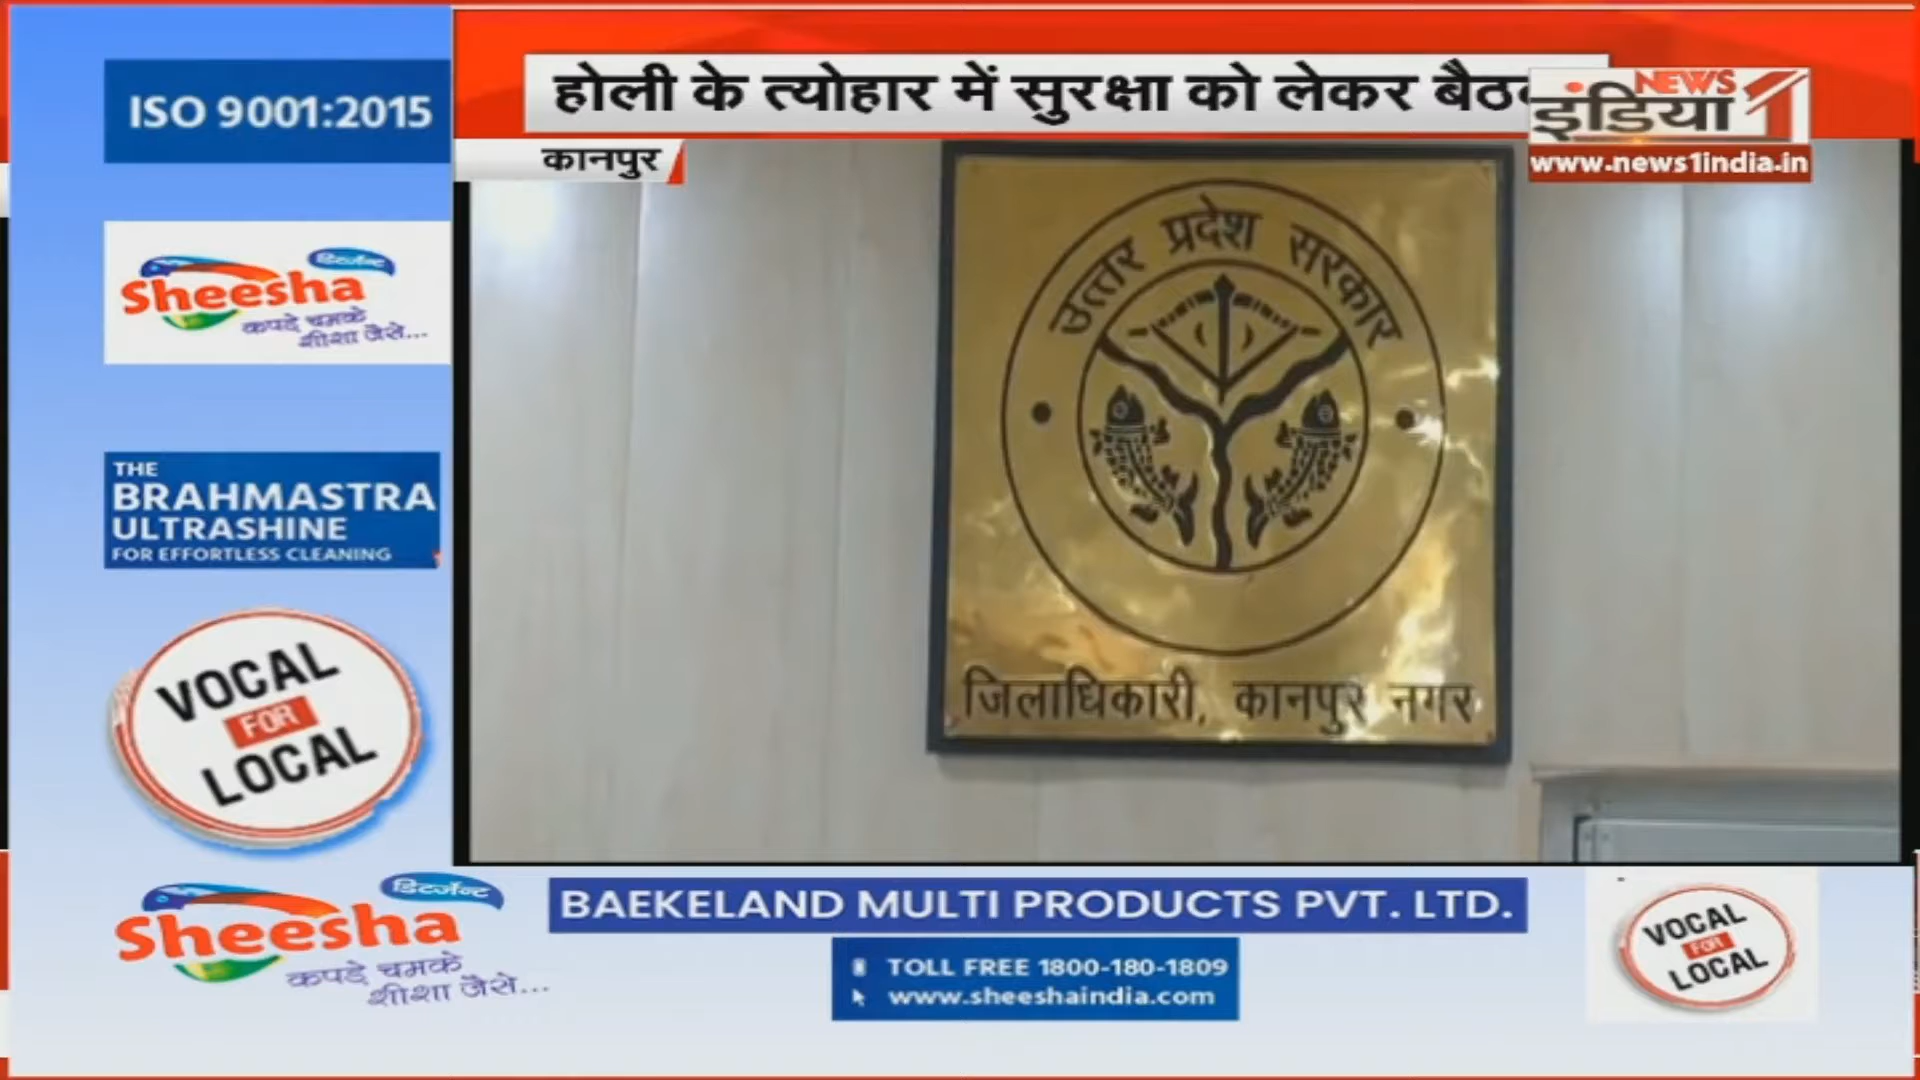 होली के त्योहार में सुरक्षा को लेकर
NEWS
इंडिया 1
www.news1india.in
कानपुर
ISO 9001:2015
डिटर्जेन्ट
Sheesha
कपड़े चमके
शीशा जैसे...
THE
BRAHMASTRA
ULTRASHINE
FOR EFFORTLESS CLEANING
VOCAL
FOR
LOCAL
उत्तर प्रदेश सरकार
जिलाधिकारी, कानपुर नगर
डिटर्जेन्ट
Sheesha
कपड़े चमके
शीशा जैसे...
BAEKELAND MULTI PRODUCTS PVT. LTD.
TOLL FREE 1800-180-1809
www.sheeshaindia.com
VOCAL
FOR
LOCAL